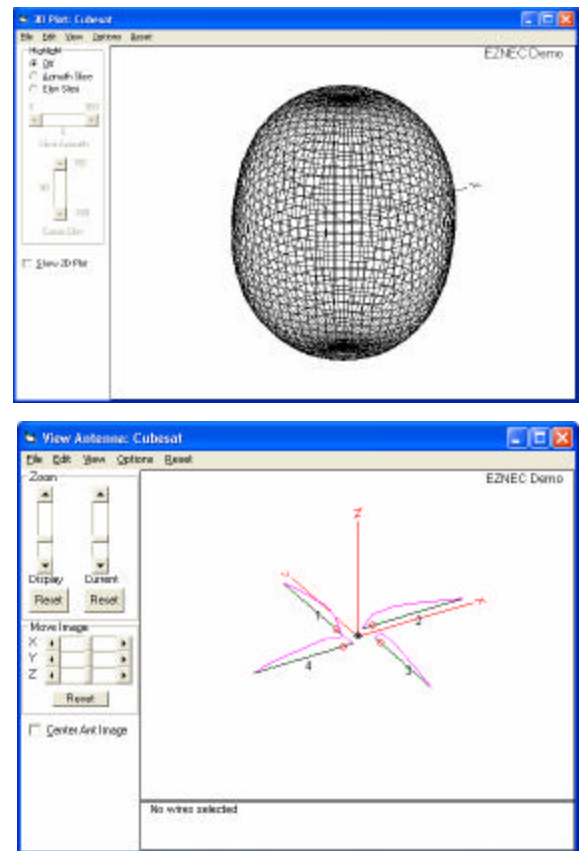 3D Plot: Cubesat
File Edit View Options Reset
EZNEC Demo
Highlight
Off
Azimuth Slice
Elev Slice
Show 2D Plot
View Antenna: Cubesat
File Edit View Options Reset
EZNEC Demo
Zoom
Display Current
Reset Reset
Move Image
X
Y
Z
Reset
Center Ant Image
Z
X
1
2
3
4
No wires selected